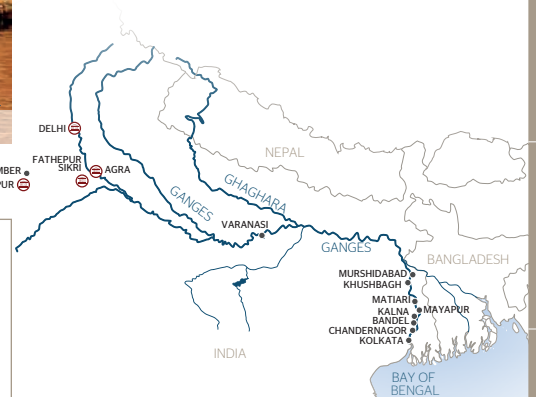 DELHI
FATHEPUR
SIKRI
AGRA
MBER
PUR
NEPAL
GHAGHARA
GANGES
VARANASI
GANGES
BANGLADESH
MURSHIDABAD
KHUSHBAGH
MATIARI
KALNA
MAYAPUR
BANDEL
CHANDERNAGOR
KOLKATA
INDIA
BAY OF
BENGAL